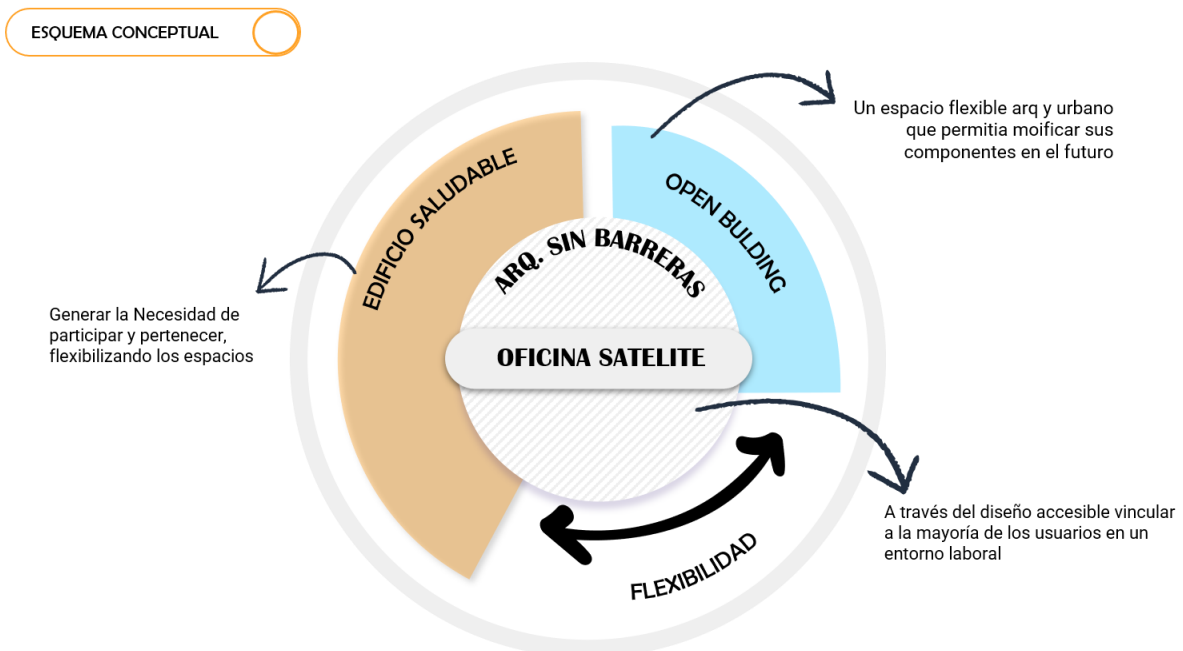 ESQUEMA CONCEPTUAL
Un espacio flexible arq y urbano
que permitia moificar sus
componentes en el futuro
EDIFICIO SALUDABLE
OPEN BULDING
ARQ. SIN BARRERAS
Generar la Necesidad de
participar y pertenecer,
flexibilizando los espacios
OFICINA SATELITE
A través del diseño accesible vincular
a la mayoría de los usuarios en un
entorno laboral
FLEXIBILIDAD